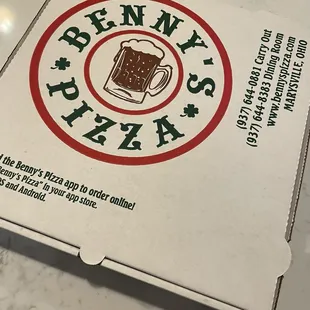 BENNY'S
PIZZA
(937) 644-0881 Carry Out
(937) 644-8383 Dining Room
www.bennyspizza.com
MARYSVILLE, OHIO
the Benny's Pizza app to order online!
Benny's Pizza" in your app store.
and Android.